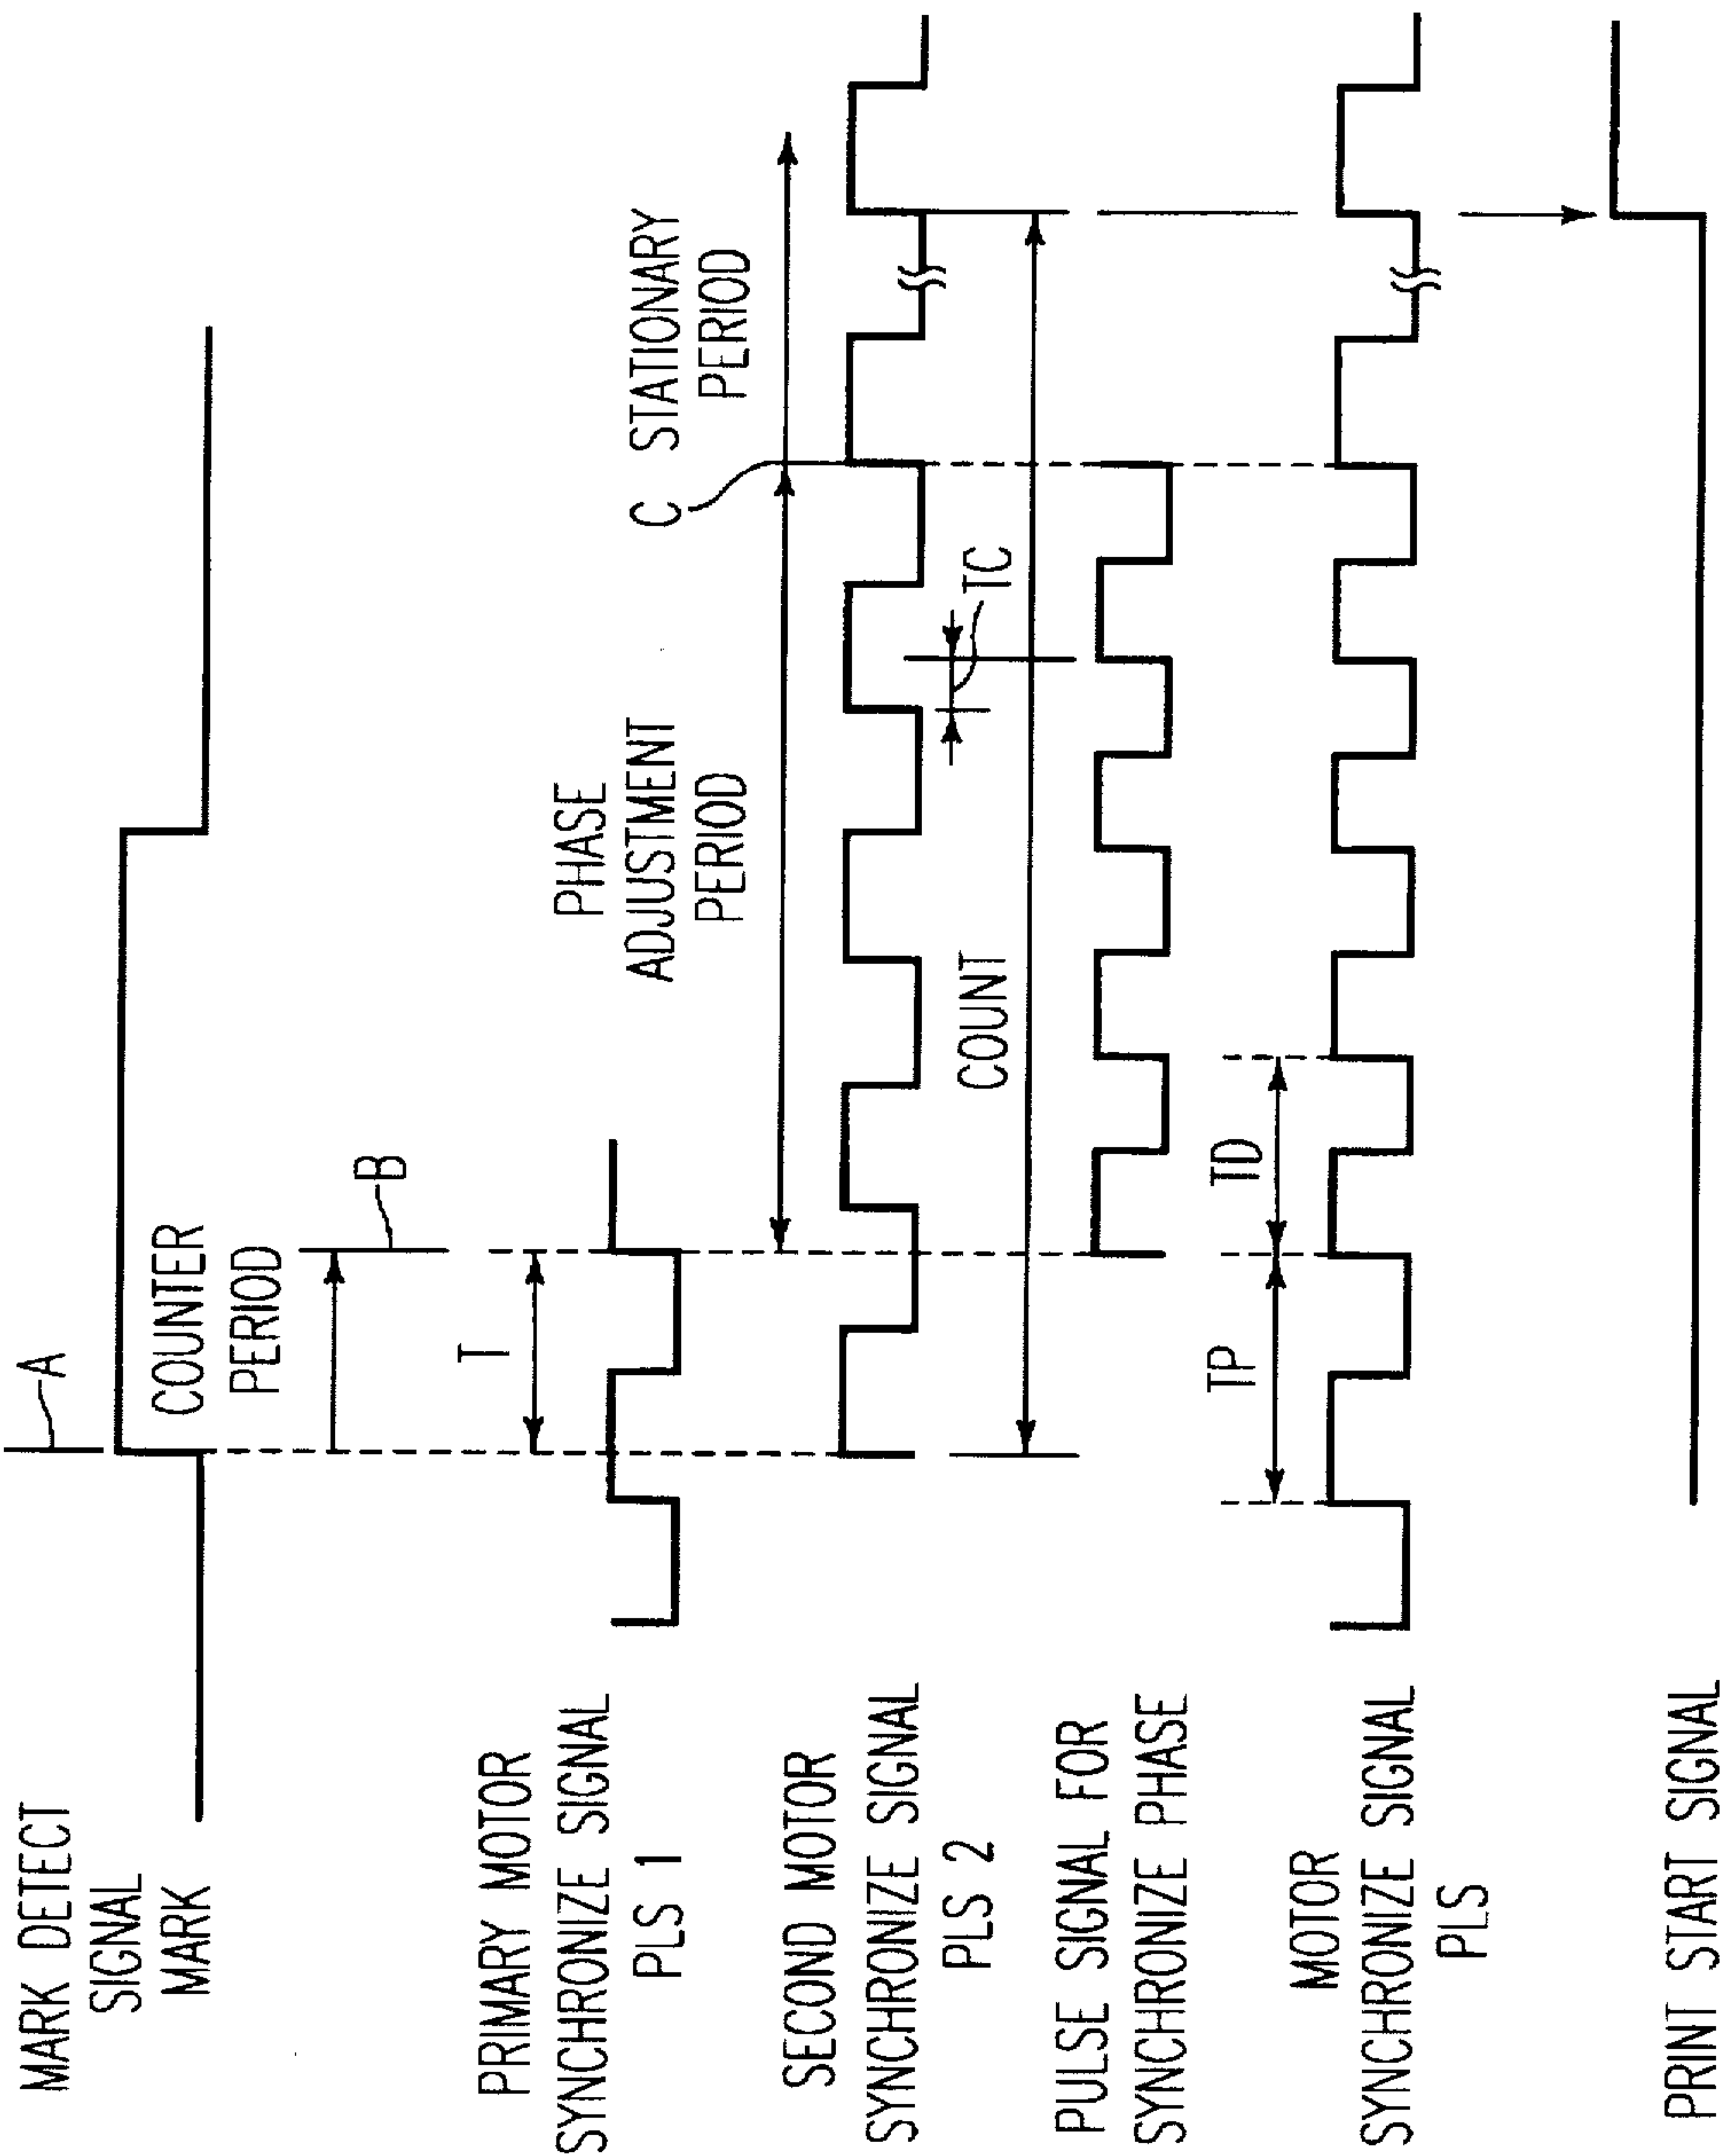 MARK DETECT
SIGNAL
MARK
A
COUNTER
PERIOD
B
PRIMARY MOTOR
SYNCHRONIZE SIGNAL
PLS 1
T
PHASE
ADJUSTMENT
PERIOD
C
STATIONARY
PERIOD
SECOND MOTOR
SYNCHRONIZE SIGNAL
PLS 2
TC
COUNT
PULSE SIGNAL FOR
SYNCHRONIZE PHASE
TP
TD
MOTOR
SYNCHRONIZE SIGNAL
PLS
PRINT START SIGNAL